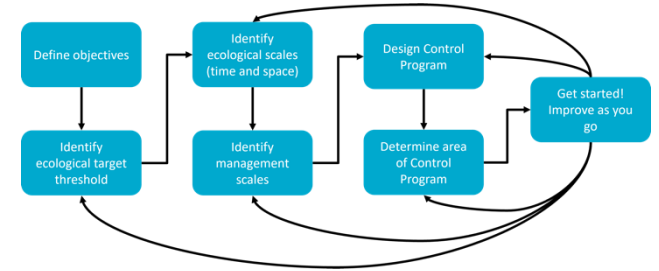 Define objectives
Identify
ecological target
threshold
Identify
ecological scales
(time and space)
Identify
management
scales
Design Control
Program
Determine area
of Control
Program
Get started!
Improve as you
go